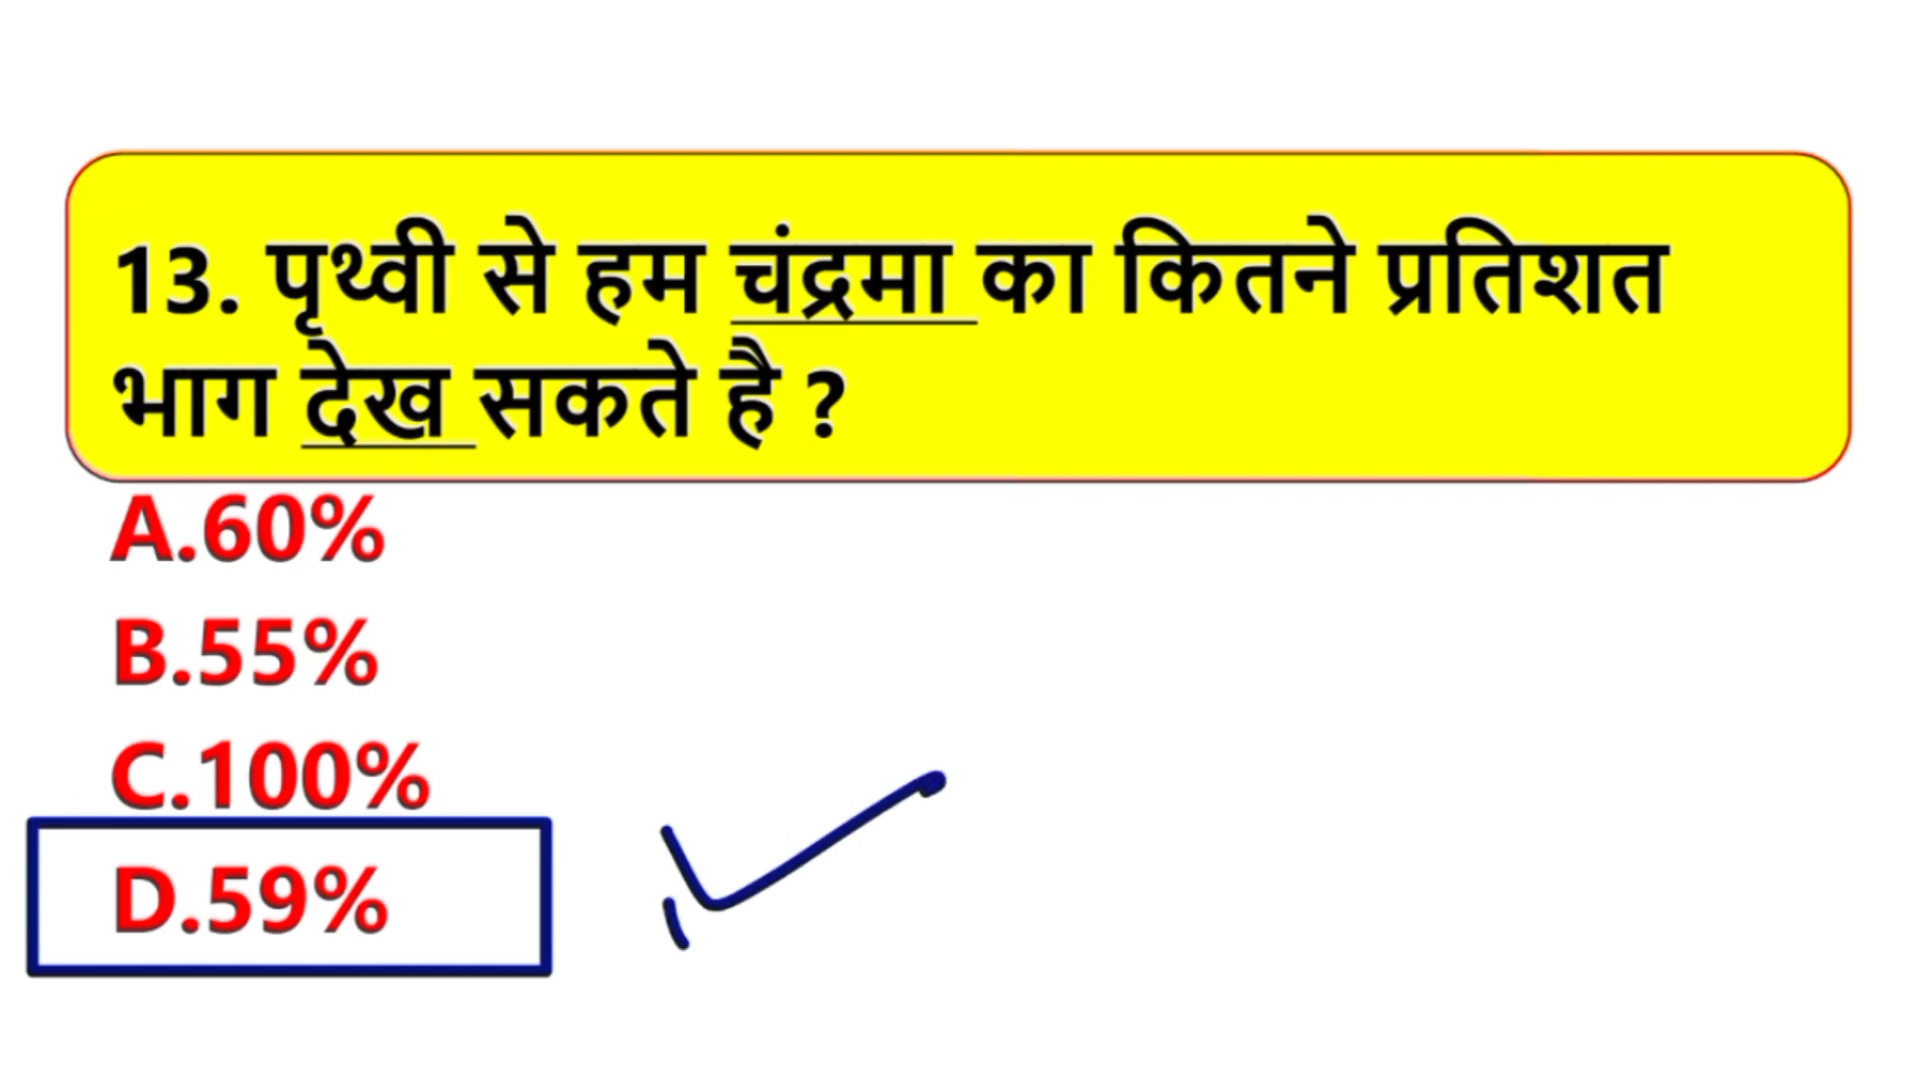 13. पृथ्वी से हम चंद्रमा का कितने प्रतिशत
भाग देख सकते है ?
A.60%
B.55%
C.100%
D.59%